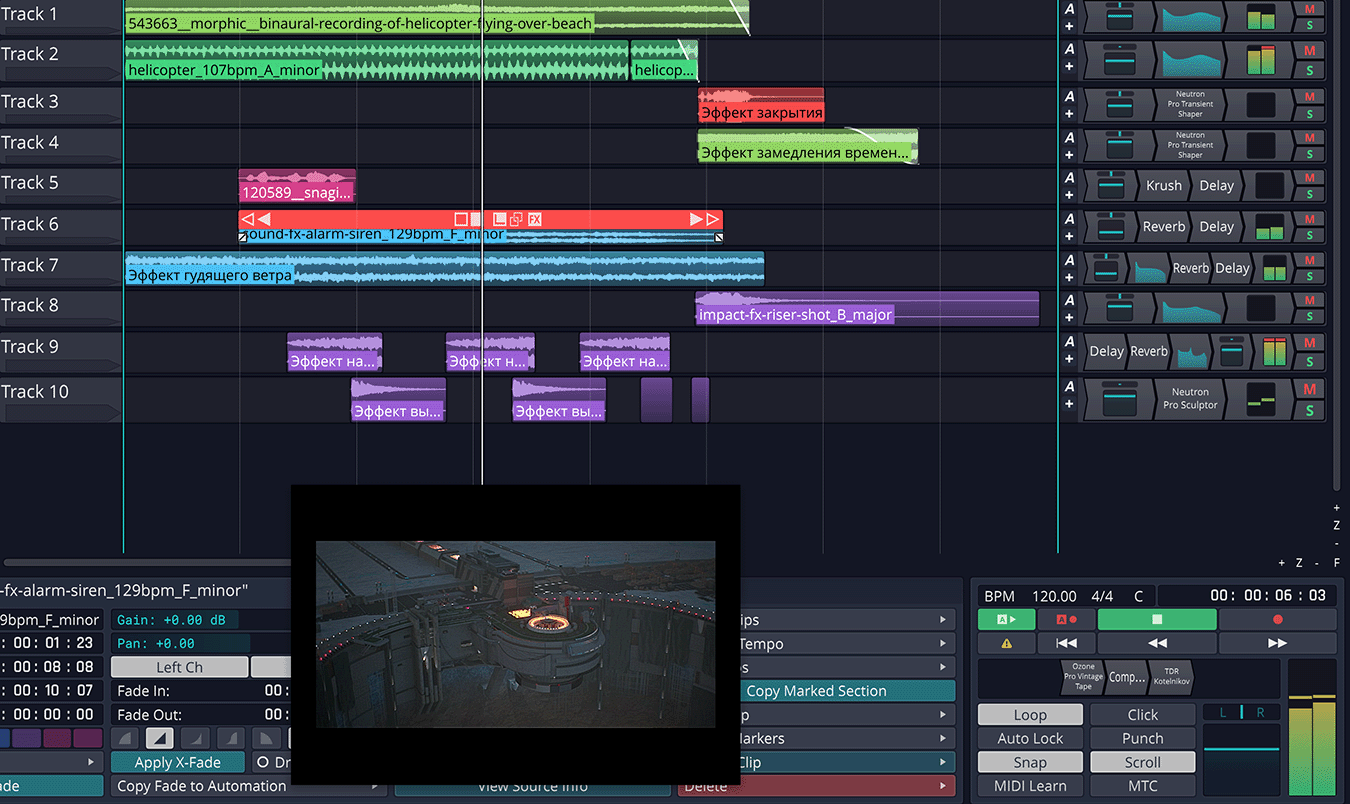 Track 1
543663__morphic__binaural-recording-of-helicopter-flying-over-beach
A
+
M
S
Track 2
helicopter_107bpm_A_minor
helicop...
A
+
M
S
Track 3
Эффект закрытия
A
+
Neutron
Pro Transient
Shaper
M
S
Track 4
Эффект замедления времен...
A
+
Neutron
Pro Transient
Shaper
M
S
Track 5
120589__snagi...
A
+
Krush
Delay
M
S
Track 6
FX
ound-fx-alarm-siren_129bpm_F_minor
A
+
Reverb
Delay
M
S
Track 7
Эффект гудящего ветра
A
+
Reverb
Delay
M
S
Track 8
impact-fx-riser-shot_B_major
A
+
M
S
Track 9
Эффект на...
Эффект н...
Эффект на...
A
+
Delay
Reverb
M
S
Track 10
Эффект вы...
Эффект вы...
A
+
Neutron
Pro Sculptor
M
S
+
Z
-
+ Z - F
-fx-alarm-siren_129bpm_F_minor"
9bpm_F_minor
: 00 : 01 : 23
: 00 : 08 : 08
: 00 : 10 : 07
: 00 : 00 : 00
ade
Gain: +0.00 dB
Pan: +0.00
Left Ch
Fade In: 00:
Fade Out: 00:
Apply X-Fade
Dr
Copy Fade to Automation
View Source Info
ips
Tempo
s
Copy Marked Section
p
arkers
Clip
Delete
BPM 120.00 4/4 C 00: 00: 06 : 03
A
A
Ozone
Pro Vintage
Tape
Comp...
TDR
Kotelnikov
Loop
Click
L R
Auto Lock
Punch
Snap
Scroll
MIDI Learn
MTC